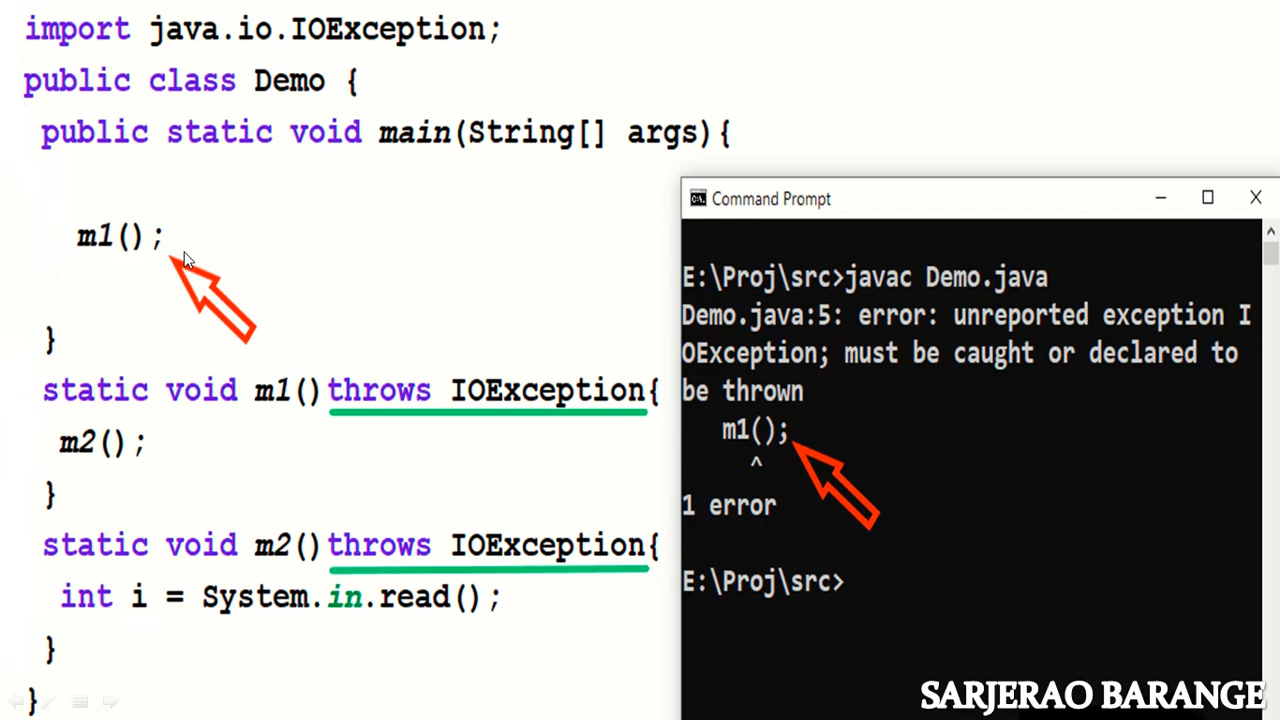 import java.io.IOException;
public class Demo {
public static void main(String[] args){
m1();
}
static void m1()throws IOException{
m2();
}
static void m2()throws IOException{
int i = System.in.read();
}
}
Command Prompt
E:\Proj\src>javac Demo.java
Demo.java:5: error: unreported exception I
OException; must be caught or declared to
be thrown
m1();
^
1 error
E:\Proj\src>
SARJERAO BARANGE